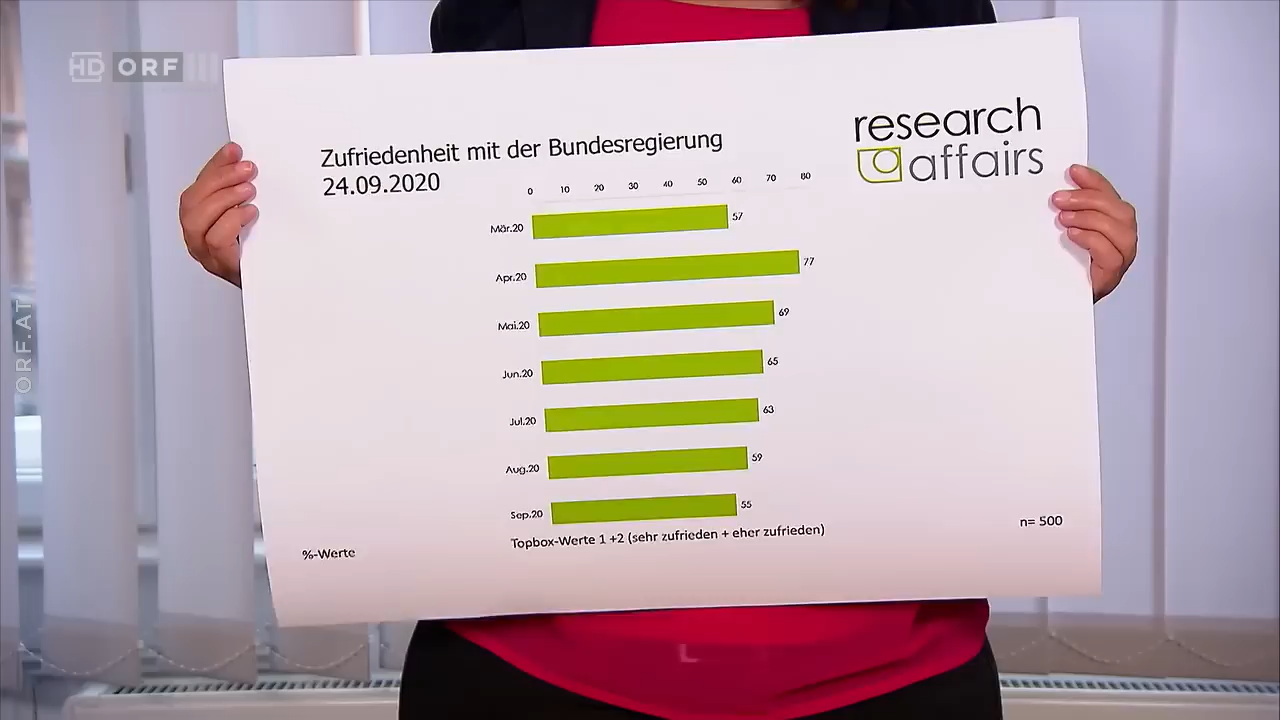 HD ORF III
ORF.AT
Zufriedenheit mit der Bundesregierung
24.09.2020
research
affairs
0 10 20 30 40 50 60 70 80
Mär.20 57
Apr.20 77
Mai.20 69
Jun.20 65
Jul.20 63
Aug.20 59
Sep.20 55
Topbox-Werte 1 +2 (sehr zufrieden + eher zufrieden)
%-Werte
n= 500